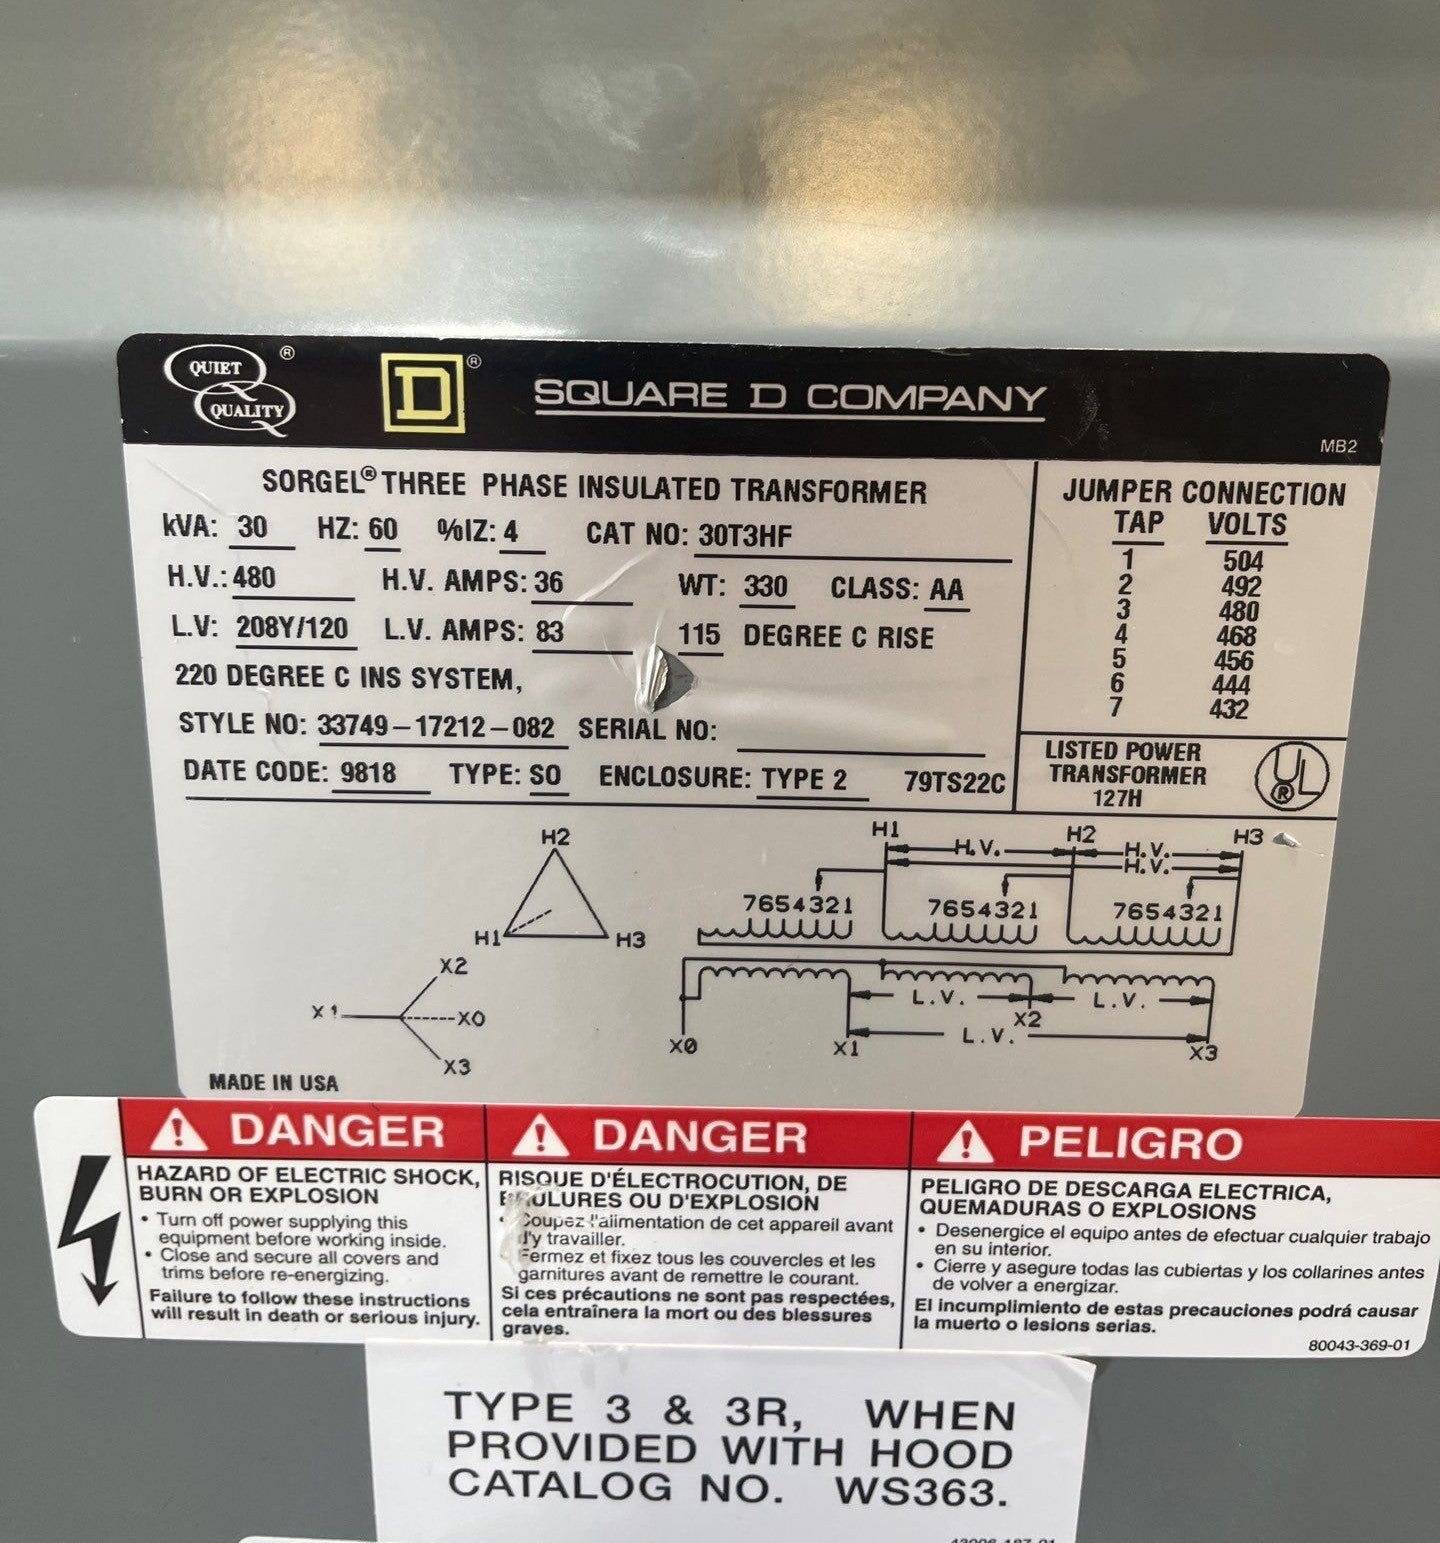 QUIET ®
QUALITY
D ®
SQUARE D COMPANY
MB2
SORGEL® THREE PHASE INSULATED TRANSFORMER
kVA: 30 HZ: 60 %IZ: 4 CAT NO: 30T3HF
H.V.: 480 H.V. AMPS: 36 WT: 330 CLASS: AA
L.V: 208Y/120 L.V. AMPS: 83 115 DEGREE C RISE
220 DEGREE C INS SYSTEM,
STYLE NO: 33749-17212-082 SERIAL NO:
DATE CODE: 9818 TYPE: SO ENCLOSURE: TYPE 2 79TS22C
JUMPER CONNECTION
TAP VOLTS
1 504
2 492
3 480
4 468
5 456
6 444
7 432
LISTED POWER
TRANSFORMER
127H
UL ®
H2
H1 H3
X2
X1 X0
X3
H1 H2 H3
H.V. H.V.
H.V.
7654321 7654321 7654321
L.V. L.V.
X2
L.V.
X0 X1 X3
MADE IN USA
DANGER
HAZARD OF ELECTRIC SHOCK,
BURN OR EXPLOSION
• Turn off power supplying this
equipment before working inside.
• Close and secure all covers and
trims before re-energizing.
Failure to follow these instructions
will result in death or serious injury.
DANGER
RISQUE D'ÉLECTROCUTION, DE
OU D'EXPLOSION
de cet appareil avant
d'y travailler.
Fermez et fixez tous les couvercles et les
garnitures avant de remettre le courant.
Si ces précautions ne sont pas respectées,
cela entraînera la mort ou des blessures
graves.
PELIGRO
PELIGRO DE DESCARGA ELECTRICA,
QUEMADURAS O EXPLOSIONS
• Desenergice el equipo antes de efectuar cualquier trabajo
en su interior.
• Cierre y asegure todas las cubiertas y los collarines antes
de volver a energizar.
El incumplimiento de estas precauciones podrá causar
la muerto o lesions serias.
80043-369-01
TYPE 3 & 3R, WHEN
PROVIDED WITH HOOD
CATALOG NO. WS363.